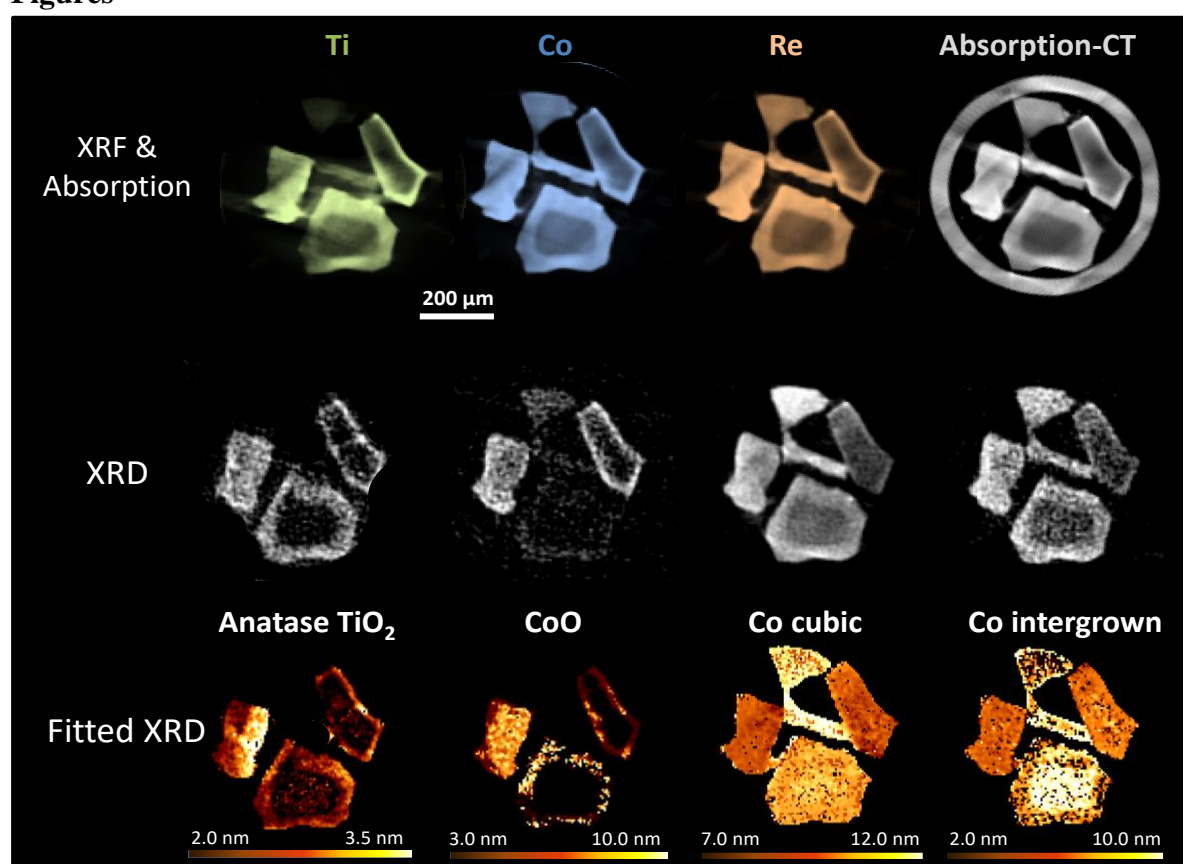 Figures
Ti Co Re Absorption-CT
XRF &
Absorption
200 µm
XRD
Anatase TiO2 CoO Co cubic Co intergrown
Fitted XRD
2.0 nm 3.5 nm 3.0 nm 10.0 nm 7.0 nm 12.0 nm 2.0 nm 10.0 nm